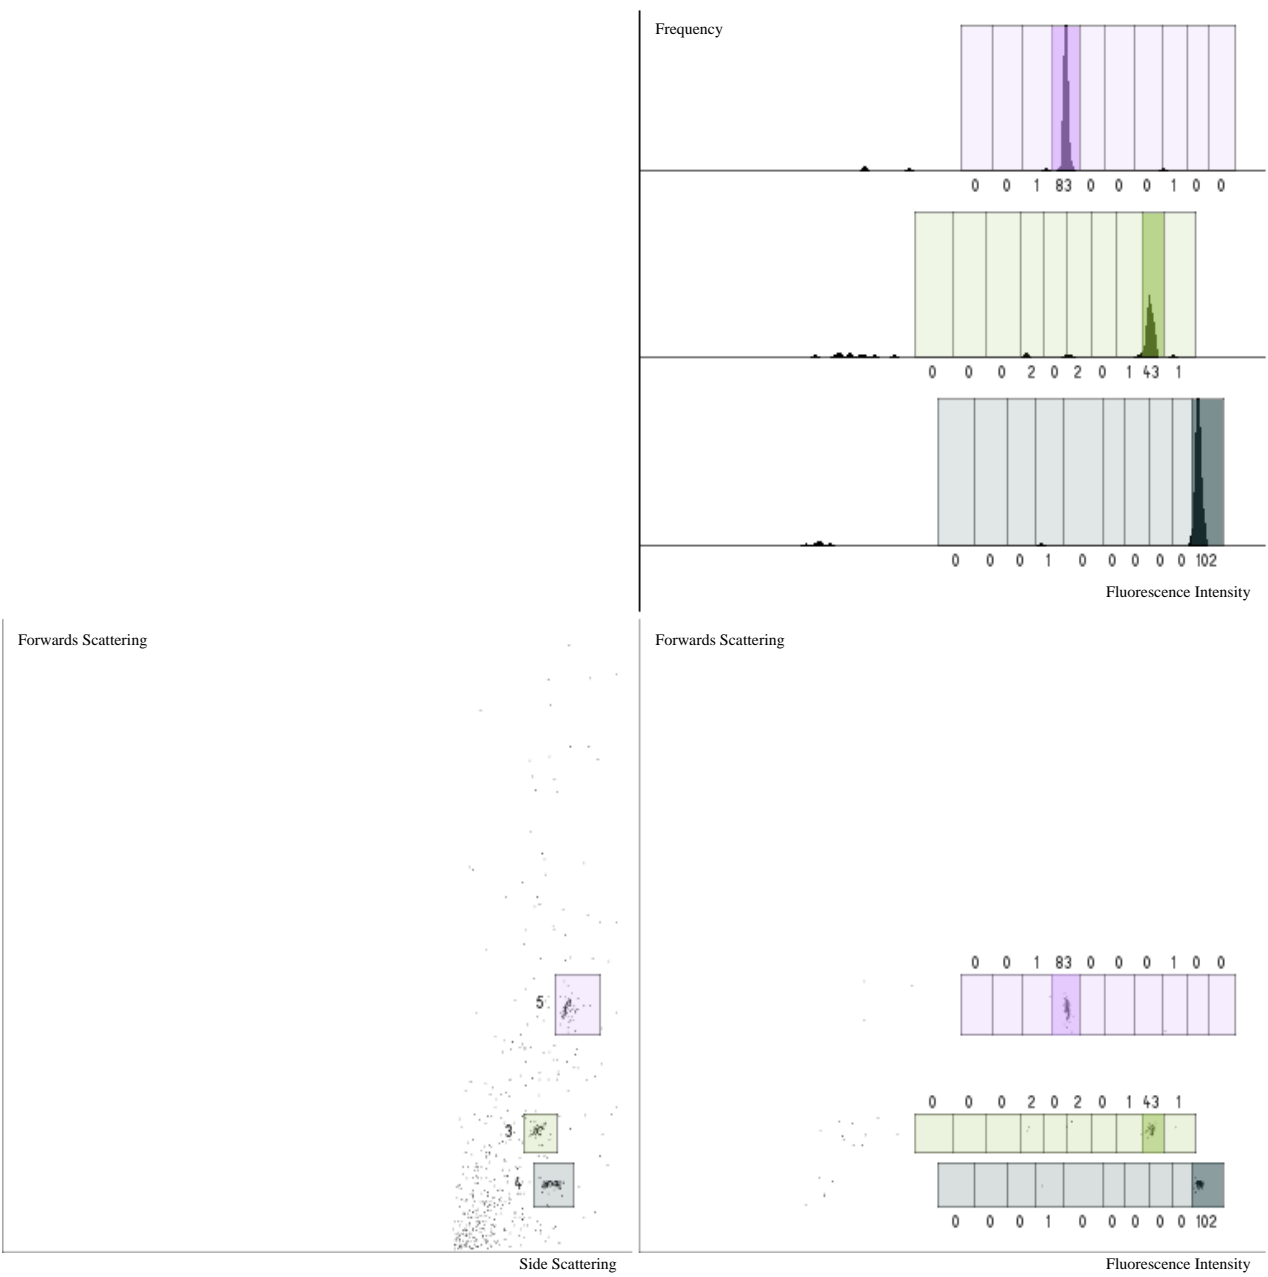 Frequency
0 0 1 83 0 0 0 1 0 0
0 0 0 2 0 2 0 1 43 1
0 0 0 1 0 0 0 0 0 102
Fluorescence Intensity
Forwards Scattering
5
3
4
Side Scattering
Forwards Scattering
0 0 1 83 0 0 0 1 0 0
0 0 0 2 0 2 0 1 43 1
0 0 0 1 0 0 0 0 0 102
Fluorescence Intensity